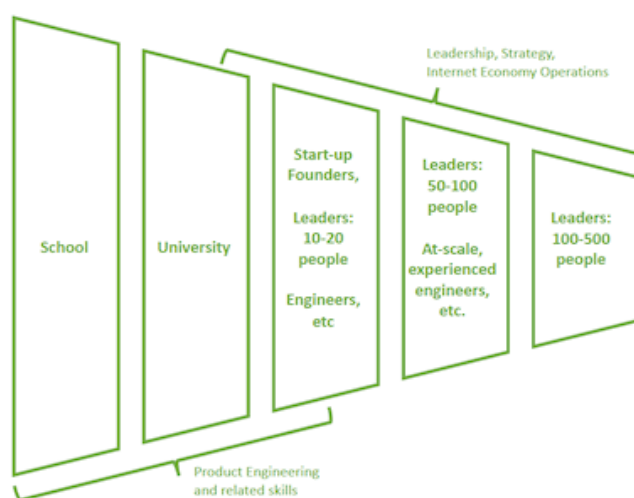 Leadership, Strategy,
Internet Economy Operations
School
University
Start-up
Founders,
Leaders:
10-20
people
Engineers,
etc
Leaders:
50-100
people
At-scale,
experienced
engineers,
etc.
Leaders:
100-500
people
Product Engineering
and related skills